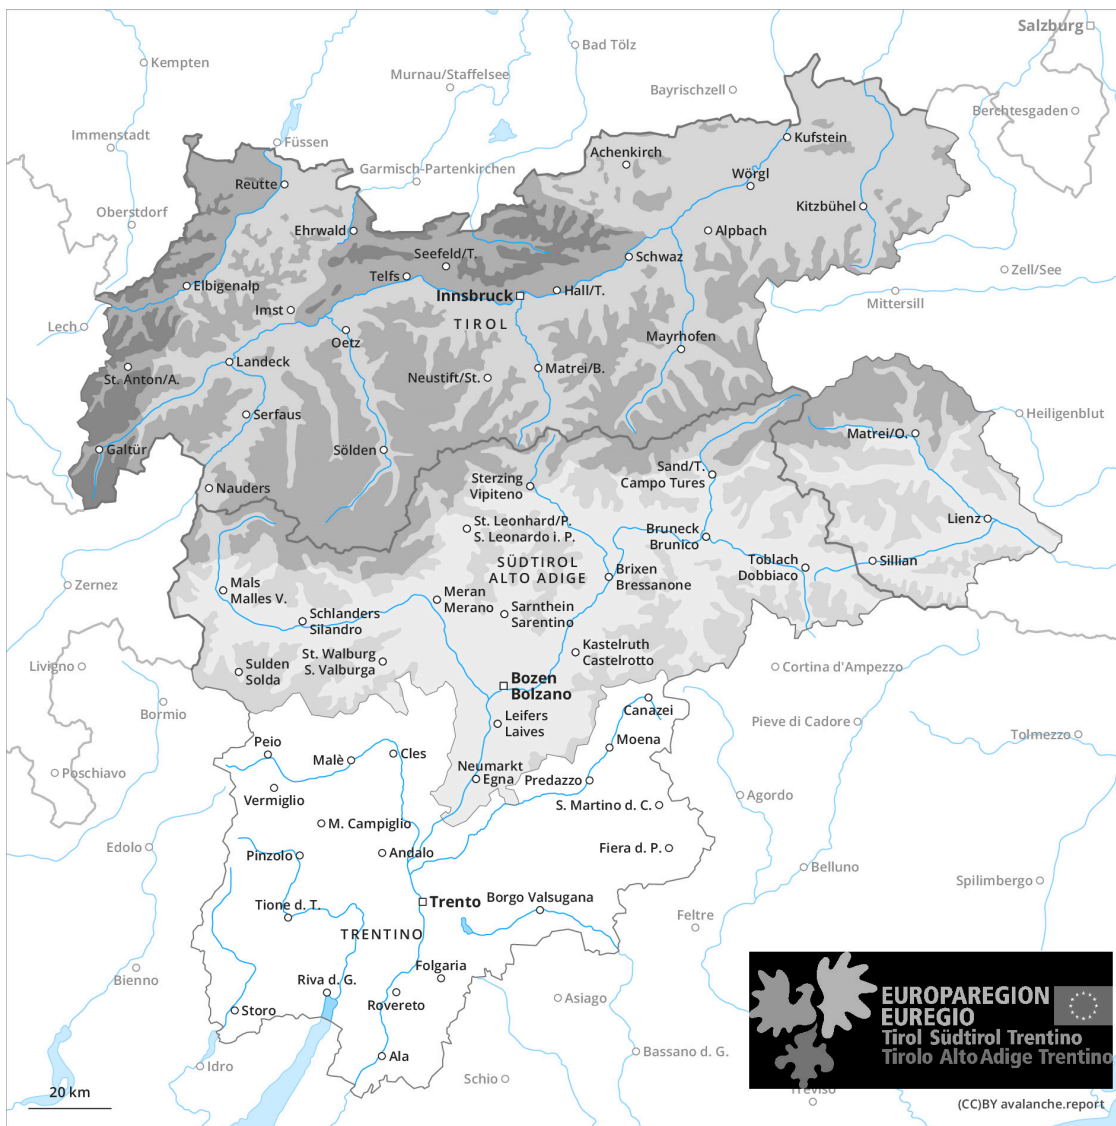 Salzburg
Bad Tölz
Kempten
Murnau/Staffelsee
Bayrischzell
Berchtesgaden
Immenstadt
Füssen
Kufstein
Achenkirch
Garmisch-Partenkirchen
Wörgl
Reutte
Oberstdorf
Kitzbühel
Ehrwald
Alpbach
Seefeld/T.
Schwaz
Telfs
Zell/See
Elbigenalp
Innsbruck
Hall/T.
Mittersill
Imst
TIROL
Lech
Oetz
Mayrhofen
Landeck
Matrei/B.
St. Anton/A.
Neustift/St.
Serfaus
Heiligenblut
Matrei/O.
Galtür
Sölden
Sand/T.
Campo Tures
Sterzing
Vipiteno
Nauders
Lienz
St. Leonhard/P.
S. Leonardo i. P.
Bruneck
Brunico
SÜDTIROL
ALTO ADIGE
Toblach
Dobbiaco
Sillian
Brixen
Bressanone
Zernez
Mals
Malles V.
Meran
Merano
Schlanders
Silandro
Sarnthein
Sarentino
Kastelruth
Castelrotto
St. Walburg
S. Valburga
Livigno
Sulden
Solda
Cortina d'Ampezzo
Bozen
Bolzano
Canazei
Bormio
Leifers
Laives
Pieve di Cadore
Tolmezzo
Peio
Moena
Cles
Malè
Poschiavo
Neumarkt
Egna
Predazzo
Vermiglio
Agordo
S. Martino d. C.
M. Campiglio
Edolo
Fiera d. P.
Pinzolo
Andalo
Belluno
Spilimbergo
Borgo Valsugana
Trento
Tione d. T.
Feltre
TRENTINO
Folgaria
Bienno
Riva d. G.
Rovereto
Asiago
Storo
EUROPAREGION
EUREGIO
Tirol Südtirol Trentino
Tirolo Alto Adige Trentino
Ala
Bassano d. G.
Idro
Schio
Treviso
20 km
(CC)BY avalanche.report